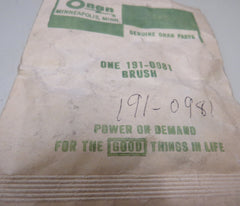 Onan
MINNEAPOLIS, MINN.
GENUINE ONAN PARTS
ONE 191-0981
BRUSH
191-0981
POWER ON DEMAND
FOR THE GOOD THINGS IN LIFE